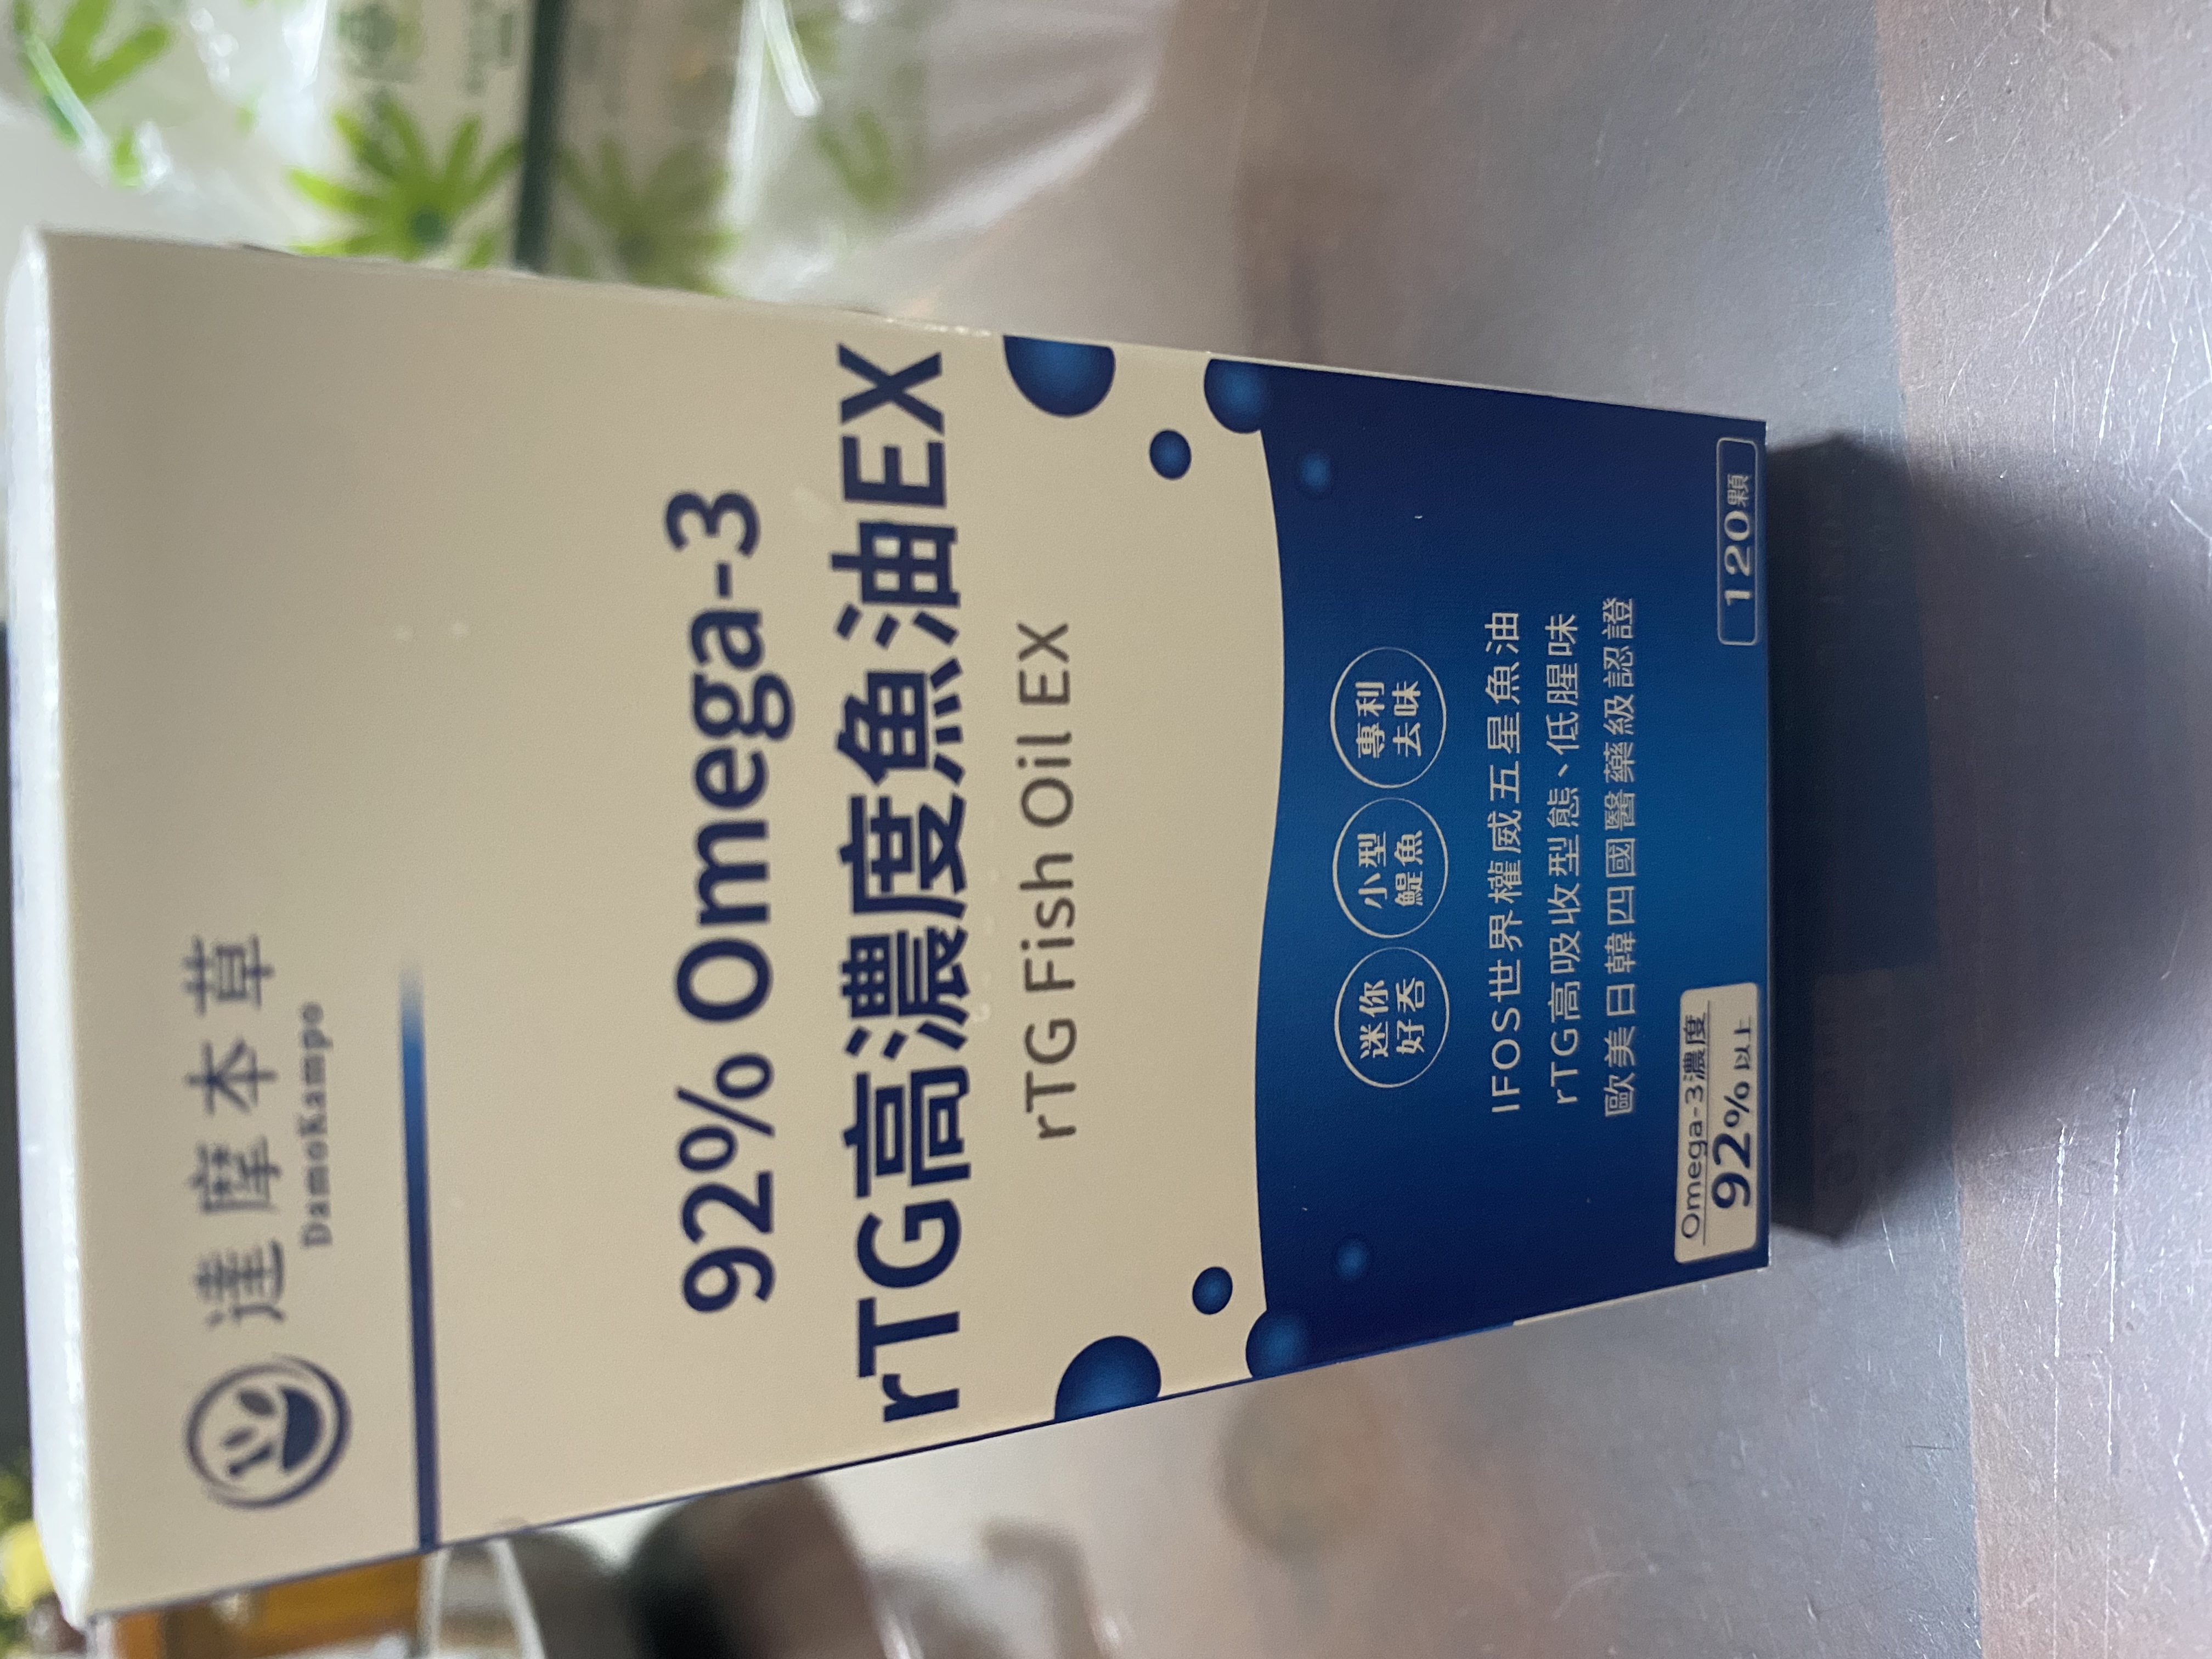 達摩本草
DamoKampo
92% Omega-3
rTG高濃度魚油EX
rTG Fish Oil EX
迷你
好吞
小型
鯷魚
專利
去味
IFOS世界權威五星魚油
rTG高吸收型態、低腥味
歐美日韓四國醫藥級認證
Omega-3濃度
92%以上
120顆